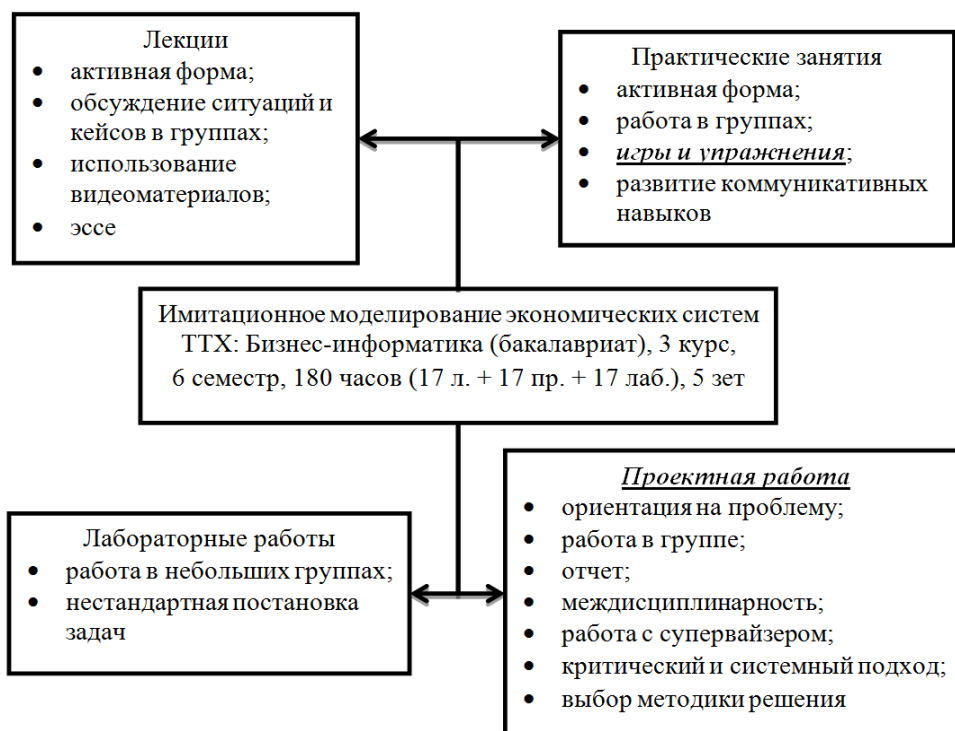 Лекции
• активная форма;
• обсуждение ситуаций и
кейсов в группах;
• использование
видеоматериалов;
• эссе
Практические занятия
• активная форма;
• работа в группах;
• игры и упражнения;
• развитие коммуникативных
навыков
Имитационное моделирование экономических систем
ТТХ: Бизнес-информатика (бакалавриат), 3 курс,
6 семестр, 180 часов (17 л. + 17 пр. + 17 лаб.), 5 зет
Лабораторные работы
• работа в небольших группах;
• нестандартная постановка
задач
Проектная работа
• ориентация на проблему;
• работа в группе;
• отчет;
• междисциплинарность;
• работа с супервайзером;
• критический и системный подход;
• выбор методики решения